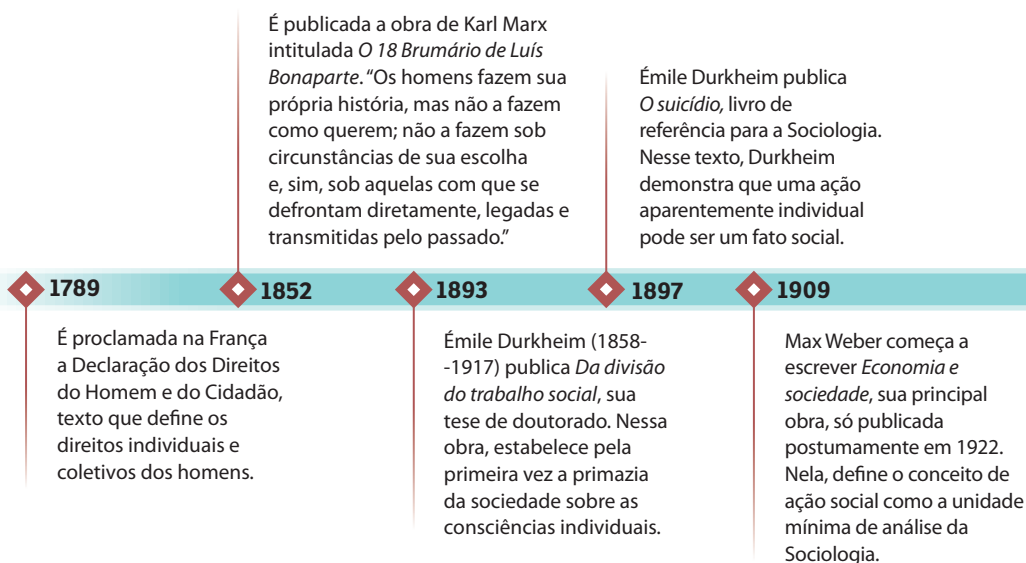 É publicada a obra de Karl Marx
intitulada O 18 Brumário de Luís
Bonaparte. “Os homens fazem sua
própria história, mas não a fazem
como querem; não a fazem sob
circunstâncias de sua escolha
e, sim, sob aquelas com que se
defrontam diretamente, legadas e
transmitidas pelo passado.”
Émile Durkheim publica
O suicídio, livro de
referência para a Sociologia.
Nesse texto, Durkheim
demonstra que uma ação
aparentemente individual
pode ser um fato social.
1789
1852
1893
1897
1909
É proclamada na França
a Declaração dos Direitos
do Homem e do Cidadão,
texto que define os
direitos individuais e
coletivos dos homens.
Émile Durkheim (1858-
-1917) publica Da divisão
do trabalho social, sua
tese de doutorado. Nessa
obra, estabelece pela
primeira vez a primazia
da sociedade sobre as
consciências individuais.
Max Weber começa a
escrever Economia e
sociedade, sua principal
obra, só publicada
postumamente em 1922.
Nela, define o conceito de
ação social como a unidade
mínima de análise da
Sociologia.